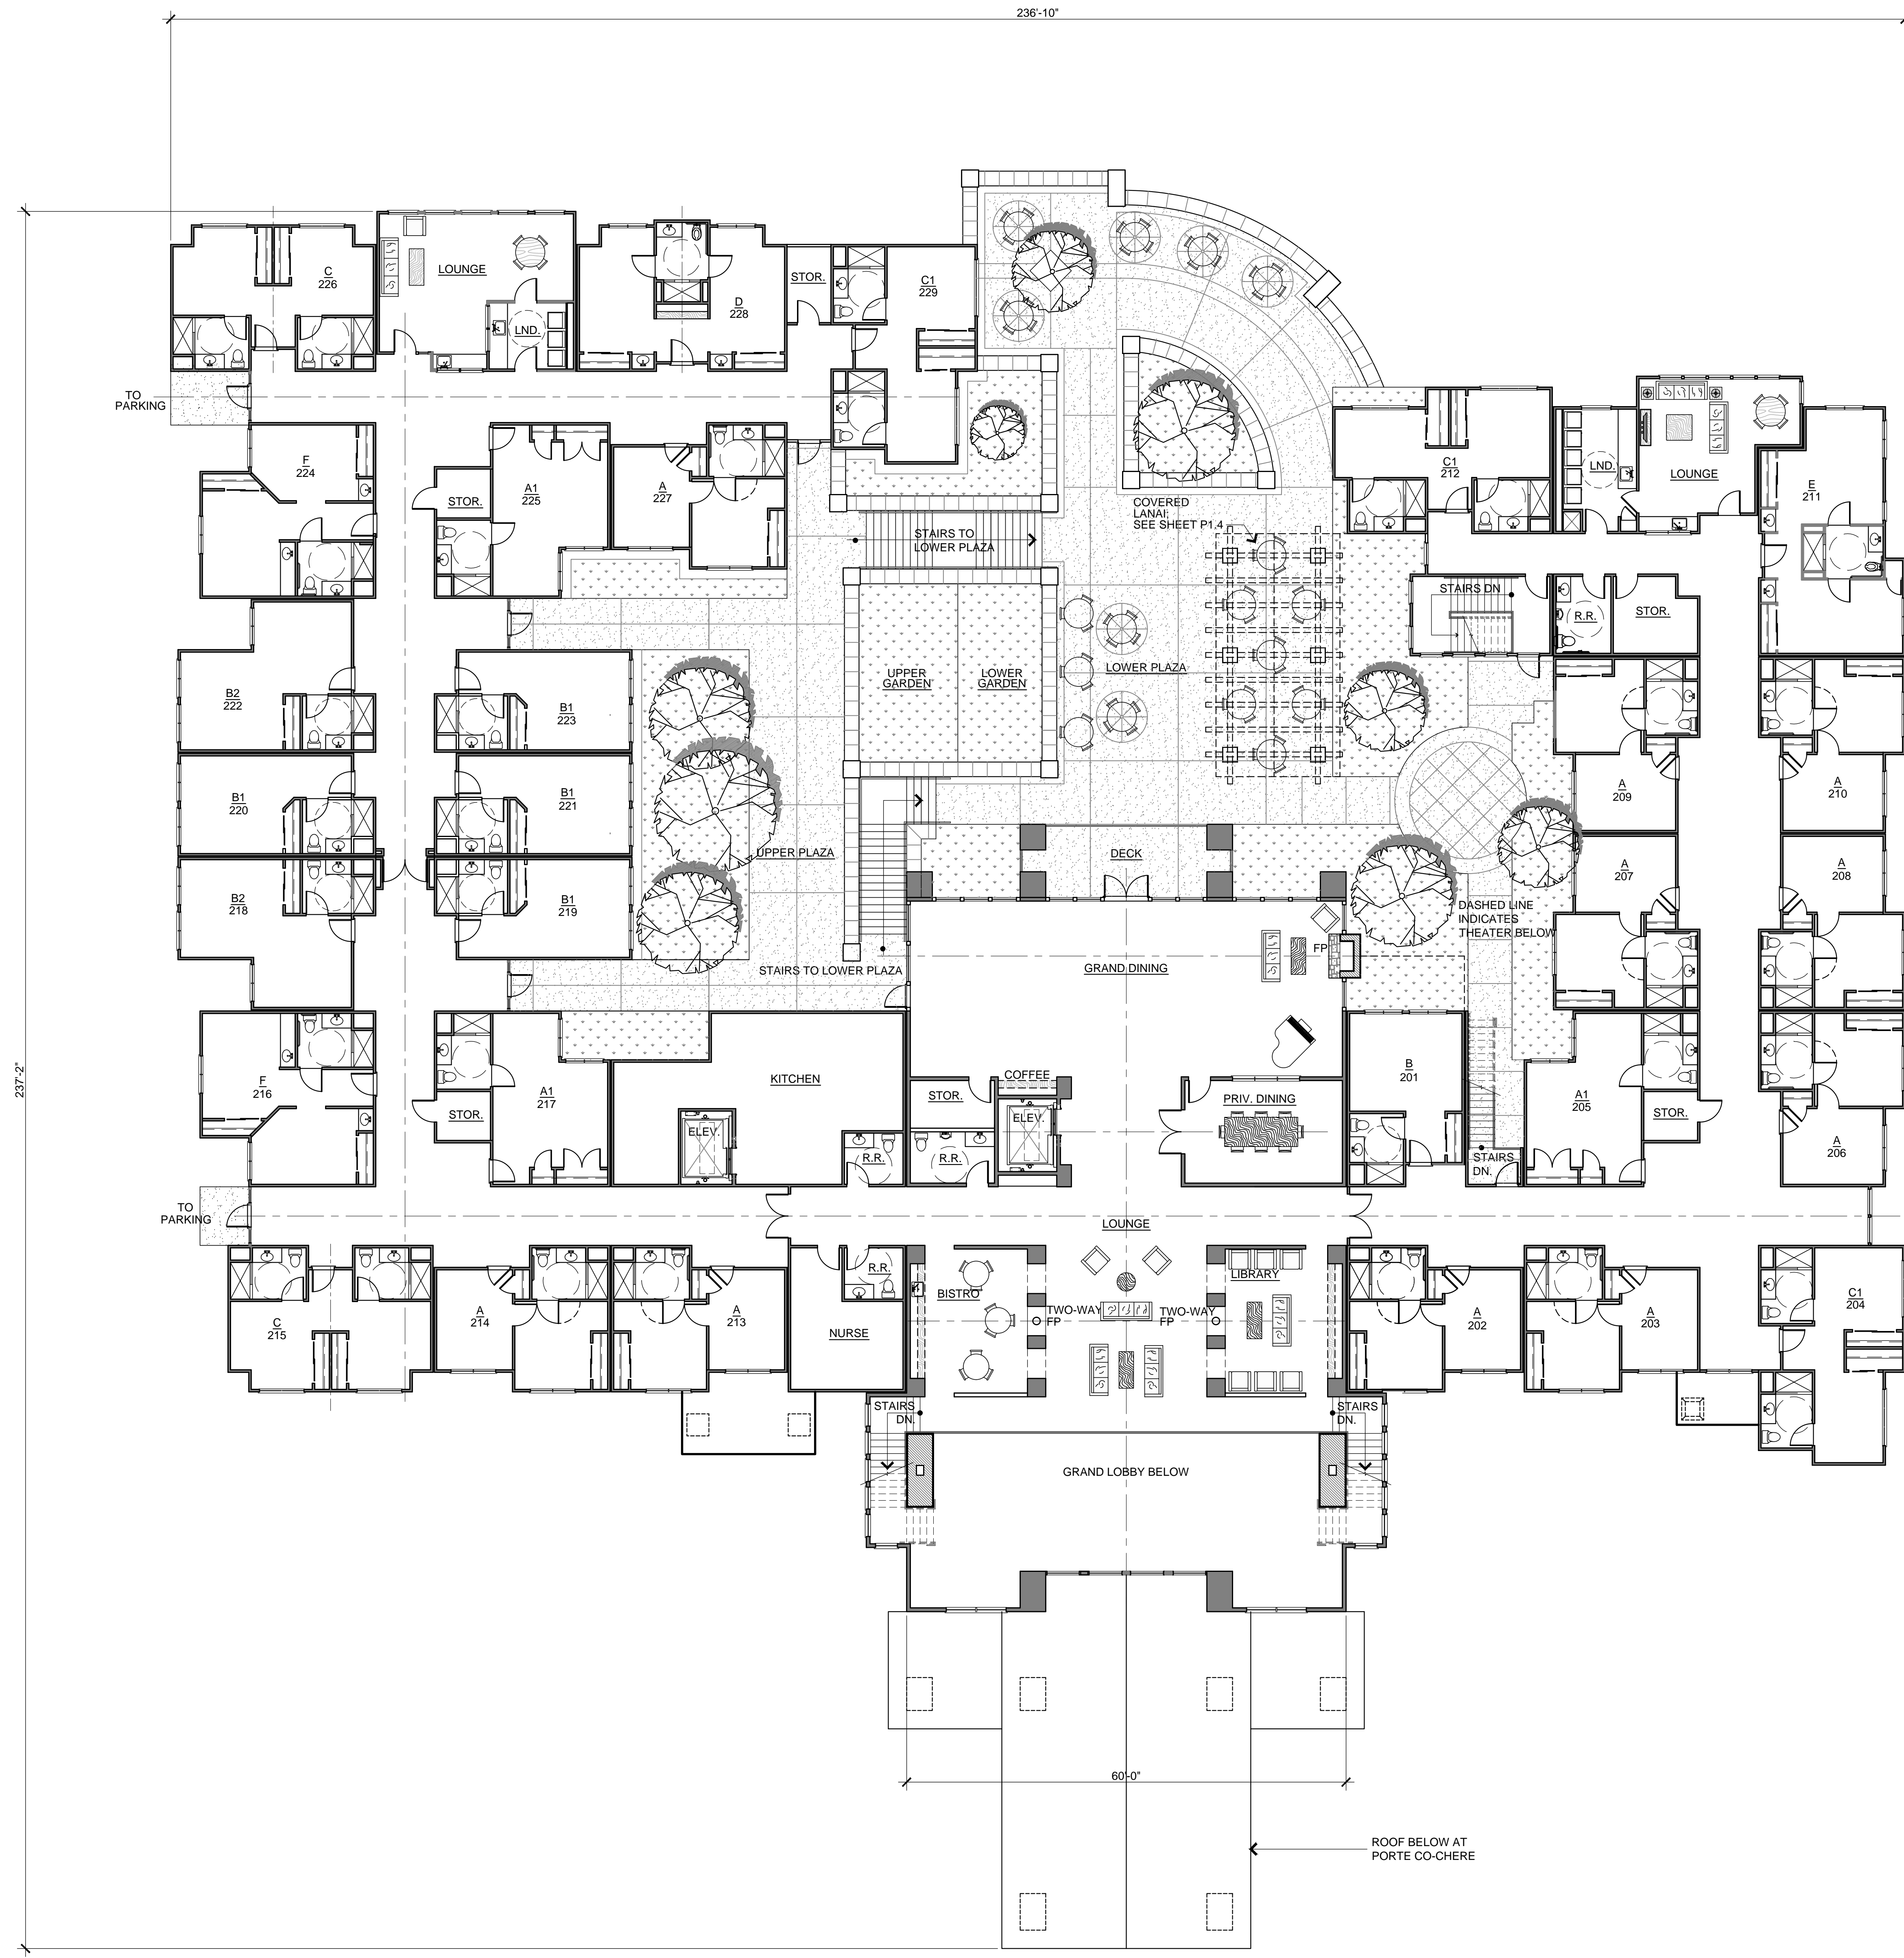 236'-10"
C
226
LOUNGE
LND.
D
228
STOR.
C1
229
TO
PARKING
F
224
STOR.
A1
225
A
227
COVERED
LANAI;
SEE SHEET P1.4
STAIRS TO
LOWER PLAZA
C1
212
LND.
LOUNGE
E
211
STAIRS DN
R.R.
STOR.
B2
222
B1
223
UPPER
GARDEN
LOWER
GARDEN
LOWER PLAZA
B1
220
B1
221
A
209
A
210
UPPER PLAZA
DECK
A
207
A
208
B2
218
B1
219
DASHED LINE
INDICATES
THEATER BELOW
STAIRS TO LOWER PLAZA
GRAND DINING
FP
237'-2"
F
216
STOR.
A1
217
KITCHEN
ELEV.
R.R.
STOR.
R.R.
COFFEE
ELEV.
PRIV. DINING
B
201
STAIRS
DN.
A1
205
STOR.
A
206
TO
PARKING
LOUNGE
C
215
A
214
A
213
R.R.
NURSE
BISTRO
TWO-WAY
FP
TWO-WAY
FP
LIBRARY
A
202
A
203
C1
204
STAIRS
DN.
STAIRS
DN.
GRAND LOBBY BELOW
60'-0"
ROOF BELOW AT
PORTE CO-CHERE